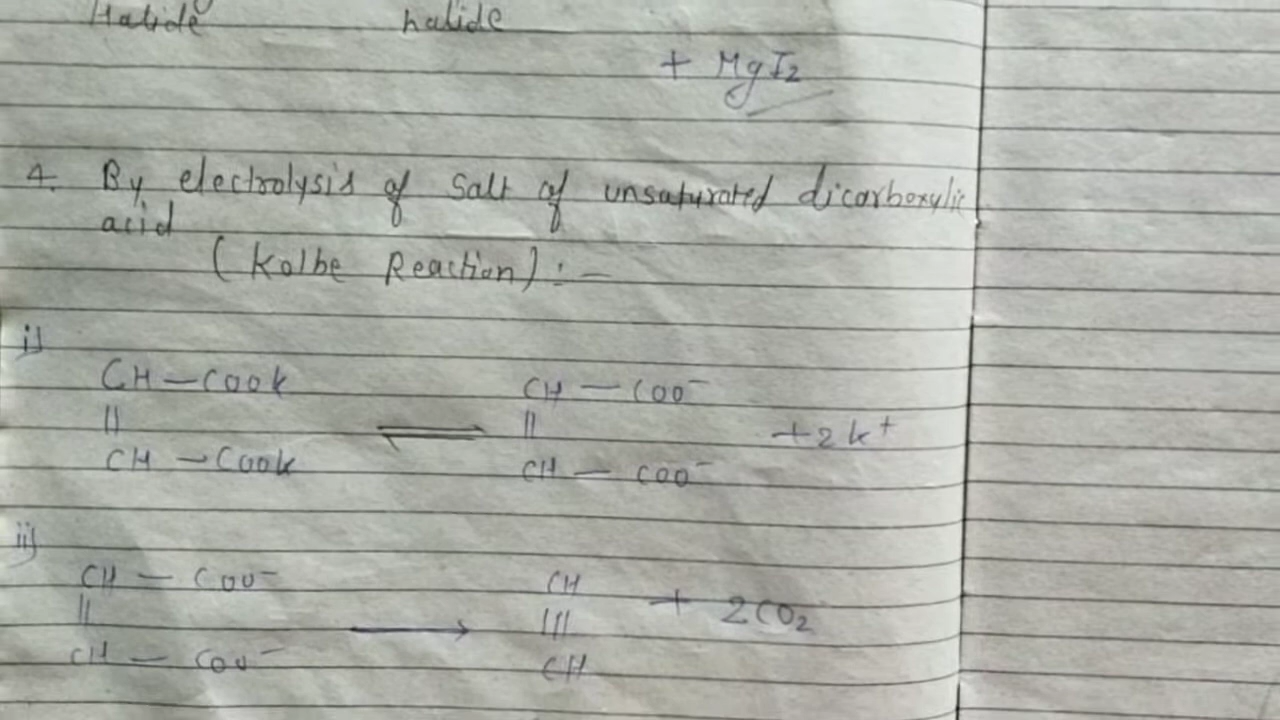 Halide halide
+ MgI2
4. By electrolysis of Salt of unsaturated dicarboxylic
acid
(Kolbe Reaction) : —
i)
CH — COOK CH — COO⁻
|| ⇌ || + 2K⁺
CH — COOK CH — COO⁻
ii)
CH — COO⁻ CH
|| ⟶ ||| + 2CO2
CH — COO⁻ CH